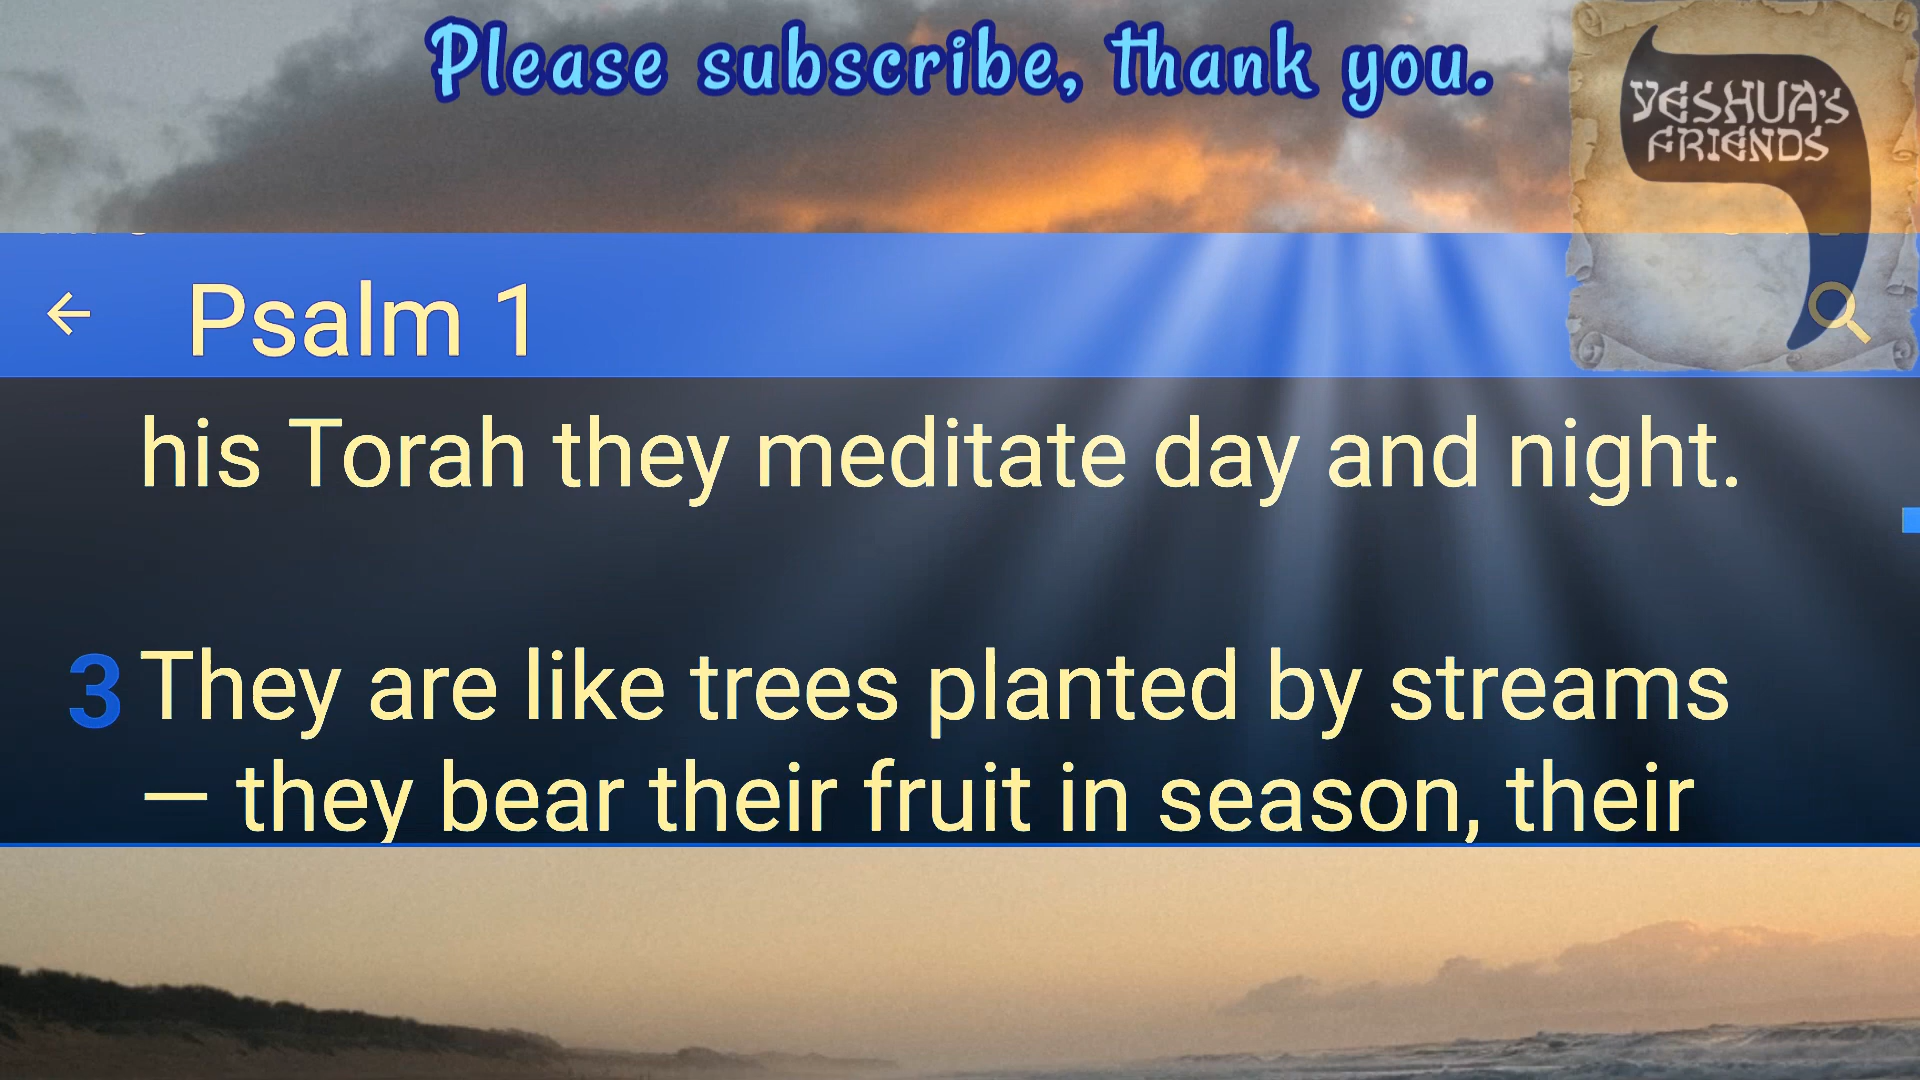 Please subscribe, thank you.
YESHUA'S
FRIENDS
Psalm 1
his Torah they meditate day and night.
3 They are like trees planted by streams
— they bear their fruit in season, their